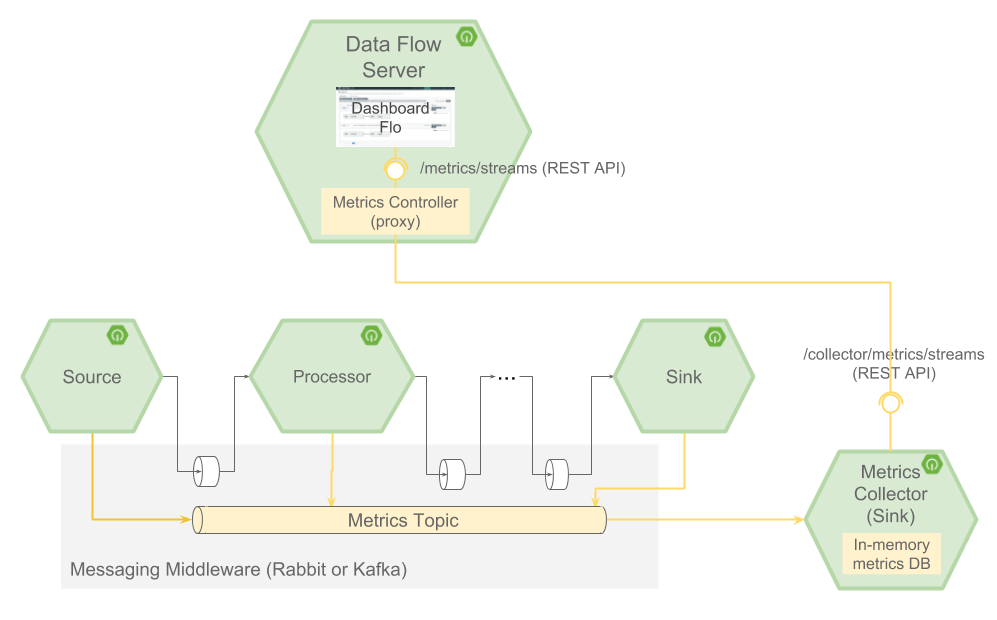 Data Flow
Server
Dashboard
Flo
/metrics/streams (REST API)
Metrics Controller
(proxy)
/collector/metrics/streams
(REST API)
Source
Processor
...
Sink
Metrics
Collector
(Sink)
In-memory
metrics DB
Metrics Topic
Messaging Middleware (Rabbit or Kafka)